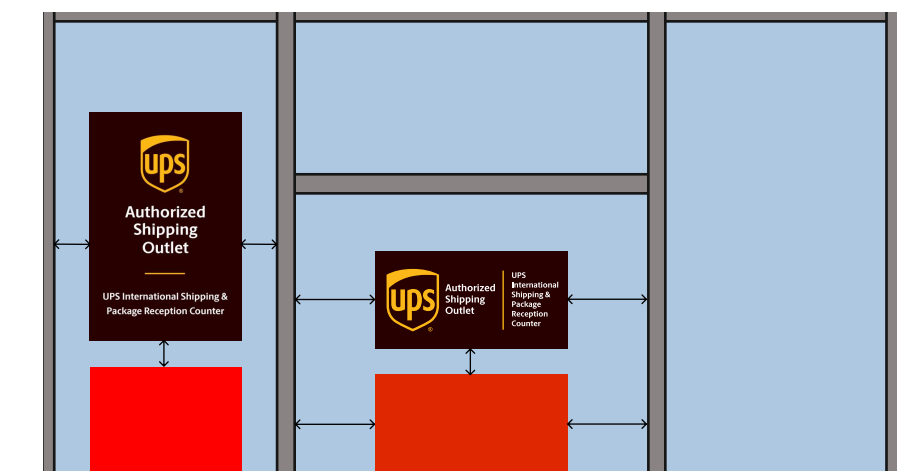 ups
Authorized
Shipping
Outlet
UPS International Shipping &
Package Reception Counter
ups
Authorized
Shipping
Outlet
UPS
International
Shipping &
Package
Reception
Counter